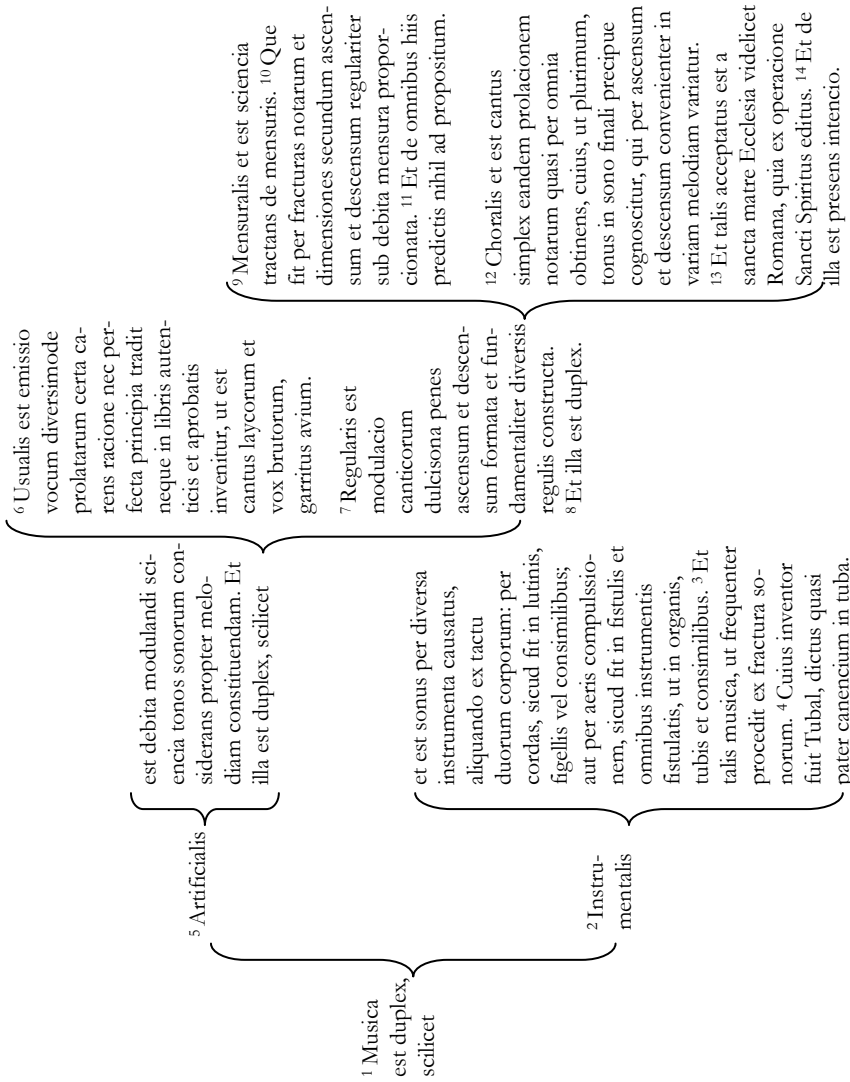 ¹ Musica
est duplex,
scilicet
² Instru-
mentalis
et est sonus per diversa
instrumenta causatus,
aliquando ex tactu
duorum corporum: per
cordas, sicud fit in lutinis,
figellis vel consimilibus;
aut per aeris compulssio-
nem, sicud fit in fistulis et
omnibus instrumentis
fistulatis, ut in organis,
tubis et consimilibus. ³ Et
talis musica, ut frequenter
procedit ex fractura so-
norum. ⁴ Cuius inventor
fuit Tubal, dictus quasi
pater canencium in tuba.
⁵ Artificialis
est debita modulandi sci-
encia tonos sonorum con-
siderans propter melo-
diam constituendam. Et
illa est duplex, scilicet
⁶ Usualis est emissio
vocum diversimode
prolatarum certa ca-
rens racione nec per-
fecta principia tradit
neque in libris auten-
ticis et aprobatis
invenitur, ut est
cantus laycorum et
vox brutorum,
garritus avium.
⁷ Regularis est
modulacio
canticorum
dulcisona penes
ascensum et descen-
sum formata et fun-
damentaliter diversis
regulis constructa.
⁸ Et illa est duplex.
⁹ Mensuralis et est sciencia
tractans de mensuris. ¹⁰ Que
fit per fracturas notarum et
dimensiones secundum ascen-
sum et descensum regulariter
sub debita mensura propor-
cionata. ¹¹ Et de omnibus hiis
predictis nihil ad propositum.
¹² Choralis et est cantus
simplex eandem prolacionem
notarum quasi per omnia
obtinens, cuius, ut plurimum,
tonus in sono finali precipue
cognoscitur, qui per ascensum
et descensum convenienter in
variam melodiam variatur.
¹³ Et talis acceptatus est a
sancta matre Ecclesia videlicet
Romana, quia ex operacione
Sancti Spiritus editus. ¹⁴ Et de
illa est presens intencio.